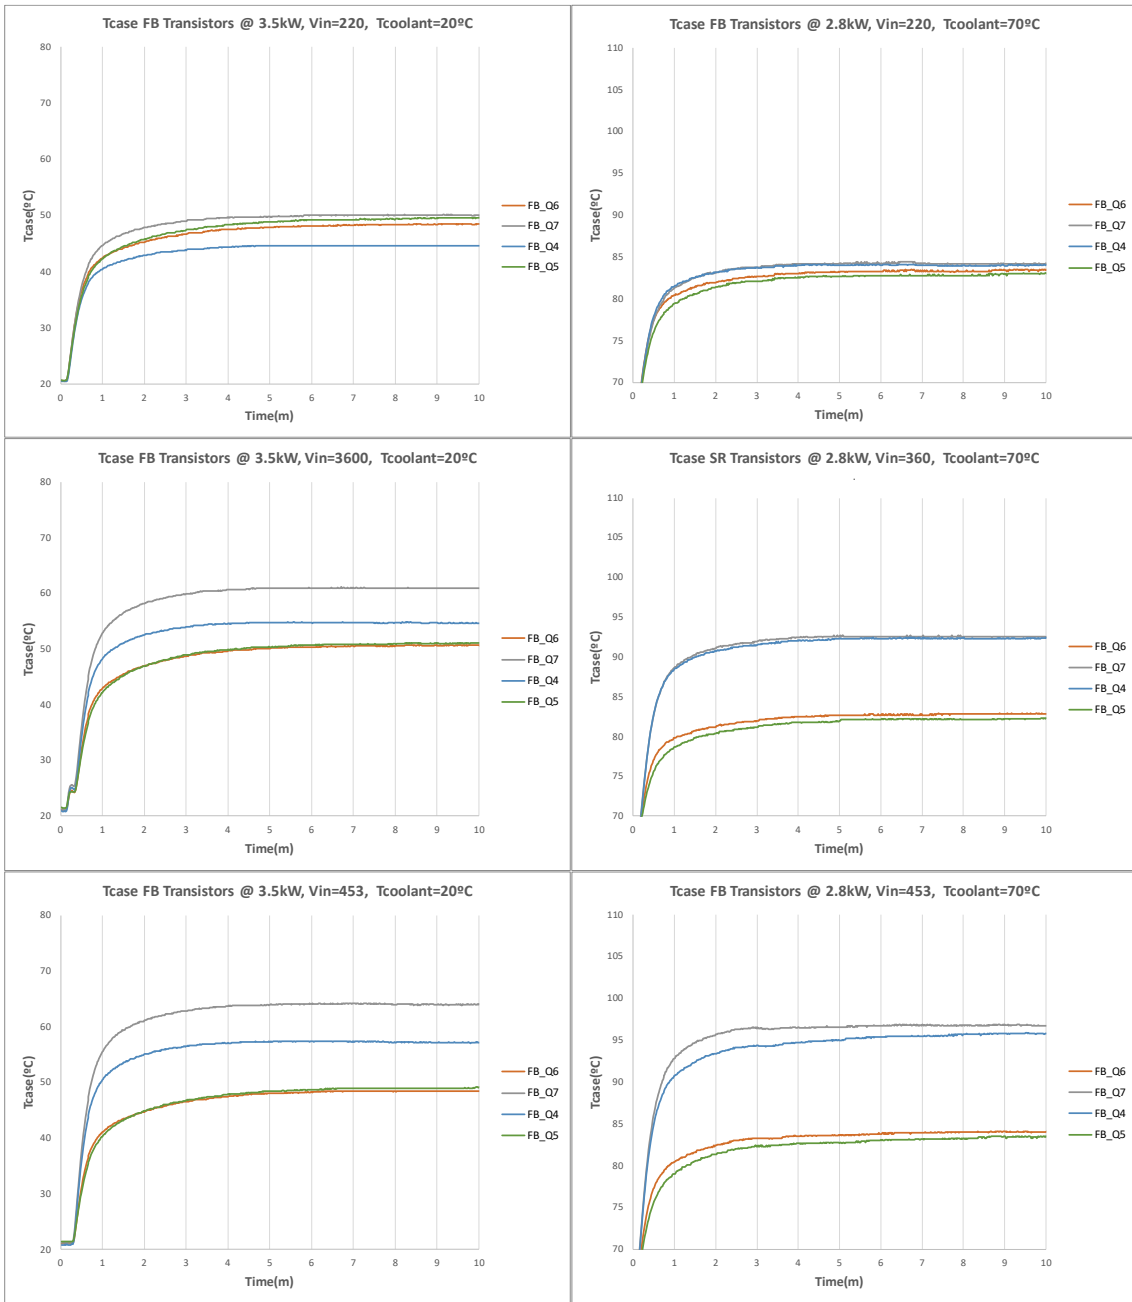 Tcase FB Transistors @ 3.5kW, Vin=220, Tcoolant=20ºC
80
70
60
50
40
30
20
Tcase(ºC)
0 1 2 3 4 5 6 7 8 9 10
Time(m)
FB_Q6
FB_Q7
FB_Q4
FB_Q5
Tcase FB Transistors @ 2.8kW, Vin=220, Tcoolant=70ºC
110
105
100
95
90
85
80
75
70
Tcase(ºC)
0 1 2 3 4 5 6 7 8 9 10
Time(m)
FB_Q6
FB_Q7
FB_Q4
FB_Q5
Tcase FB Transistors @ 3.5kW, Vin=3600, Tcoolant=20ºC
80
70
60
50
40
30
20
Tcase(ºC)
0 1 2 3 4 5 6 7 8 9 10
Time(m)
FB_Q6
FB_Q7
FB_Q4
FB_Q5
Tcase SR Transistors @ 2.8kW, Vin=360, Tcoolant=70ºC
.
110
105
100
95
90
85
80
75
70
Tcase(ºC)
0 1 2 3 4 5 6 7 8 9 10
Time(m)
FB_Q6
FB_Q7
FB_Q4
FB_Q5
Tcase FB Transistors @ 3.5kW, Vin=453, Tcoolant=20ºC
80
70
60
50
40
30
20
Tcase(ºC)
0 1 2 3 4 5 6 7 8 9 10
Time(m)
FB_Q6
FB_Q7
FB_Q4
FB_Q5
Tcase FB Transistors @ 2.8kW, Vin=453, Tcoolant=70ºC
110
105
100
95
90
85
80
75
70
Tcase(ºC)
0 1 2 3 4 5 6 7 8 9 10
Time(m)
FB_Q6
FB_Q7
FB_Q4
FB_Q5